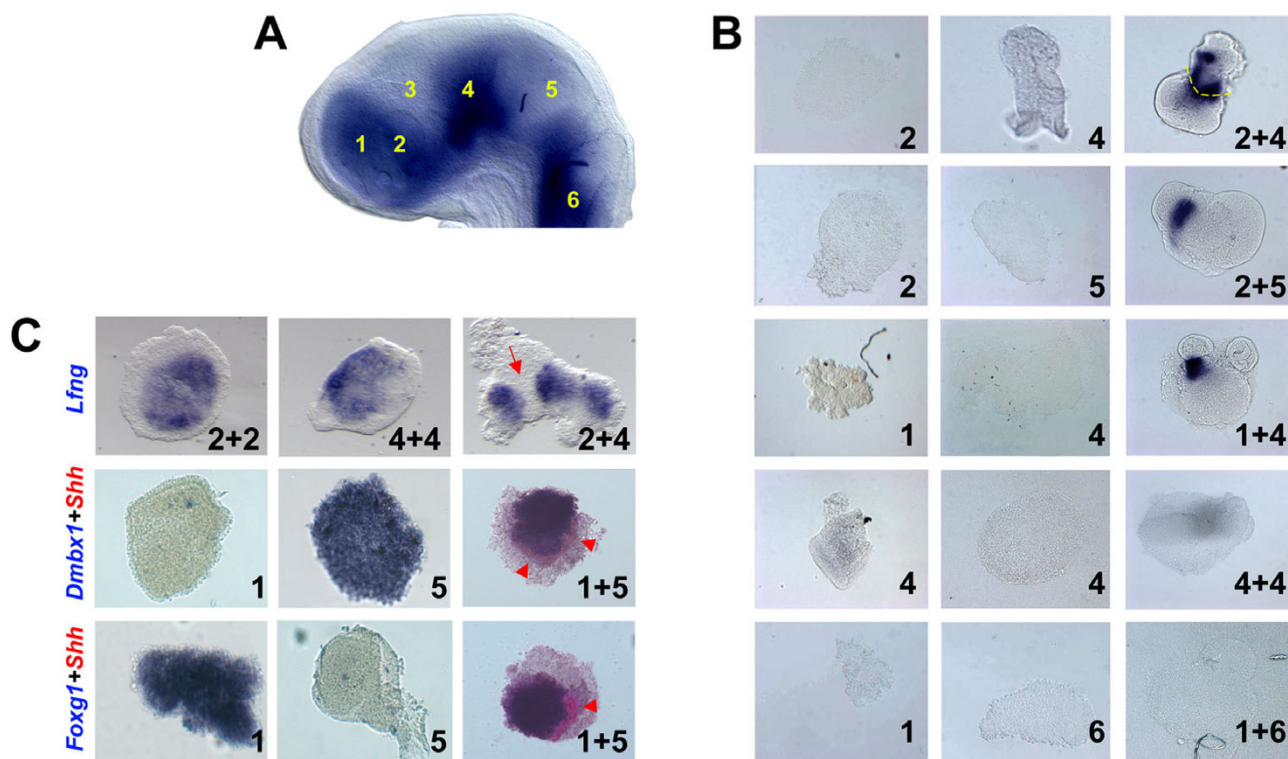 A
3 4 5
1 2
6
B
2 4 2+4
2 5 2+5
1 4 1+4
4 4 4+4
1 6 1+6
C
Lfng
2+2 4+4 2+4
Dmbx1+Shh
1 5 1+5
Foxg1+Shh
1 5 1+5